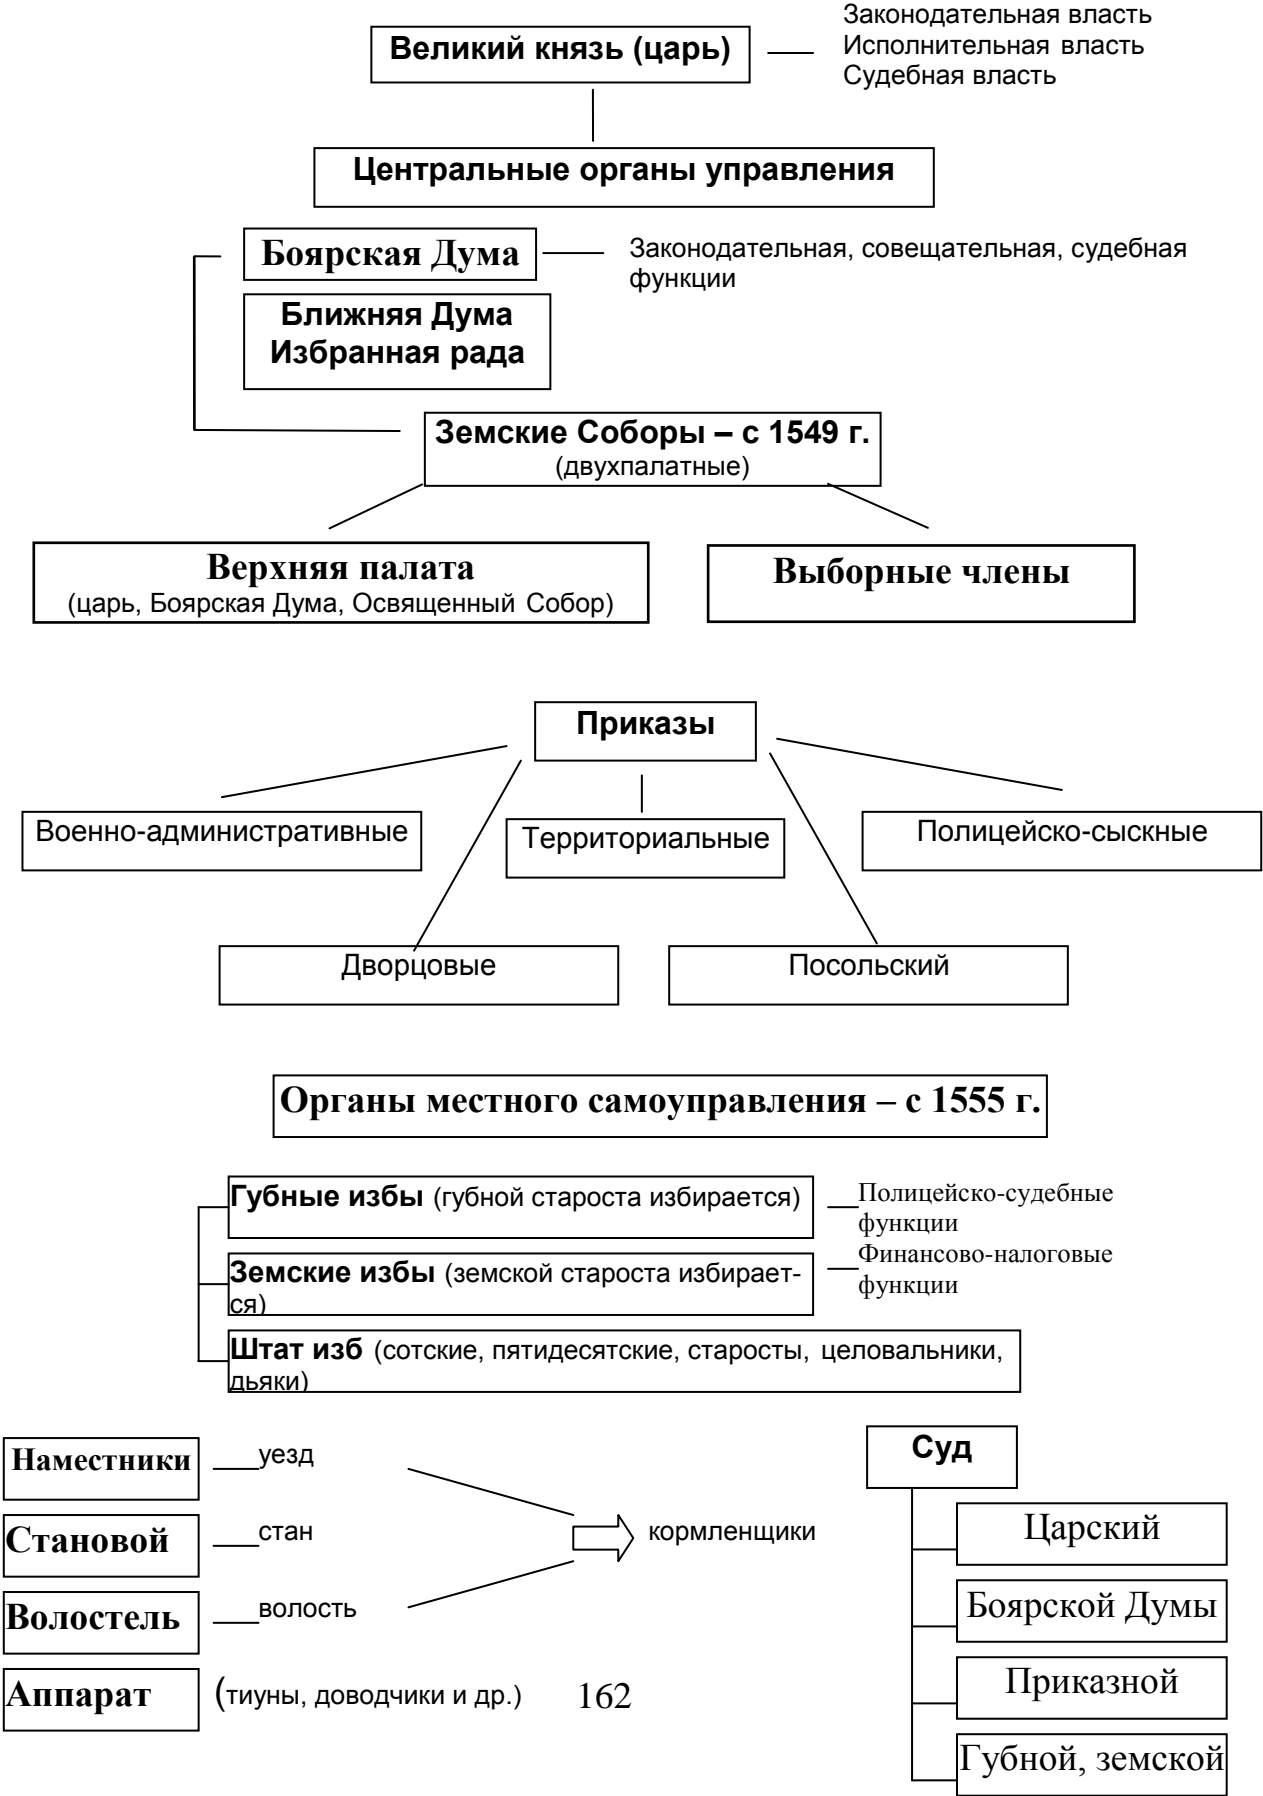 Законодательная власть
Великий князь (царь)
Исполнительная власть
Судебная власть
Центральные органы управления
Боярская Дума
Законодательная, совещательная, судебная
функции
Ближняя Дума
Избранная рада
Земские Соборы – с 1549 г.
(двухпалатные)
Верхняя палата
(царь, Боярская Дума, Освященный Собор)
Выборные члены
Приказы
Военно-административные
Территориальные
Полицейско-сыскные
Дворцовые
Посольский
Органы местного самоуправления – с 1555 г.
Губные избы (губной староста избирается)
Полицейско-судебные
функции
Земские избы (земской староста избирает-
ся)
Финансово-налоговые
функции
Штат изб (сотские, пятидесятские, старосты, целовальники,
дьяки)
Наместники
уезд
Становой
стан
кормленщики
Волостель
волость
Аппарат
(тиуны, доводчики и др.)
162
Суд
Царский
Боярской Думы
Приказной
Губной, земской